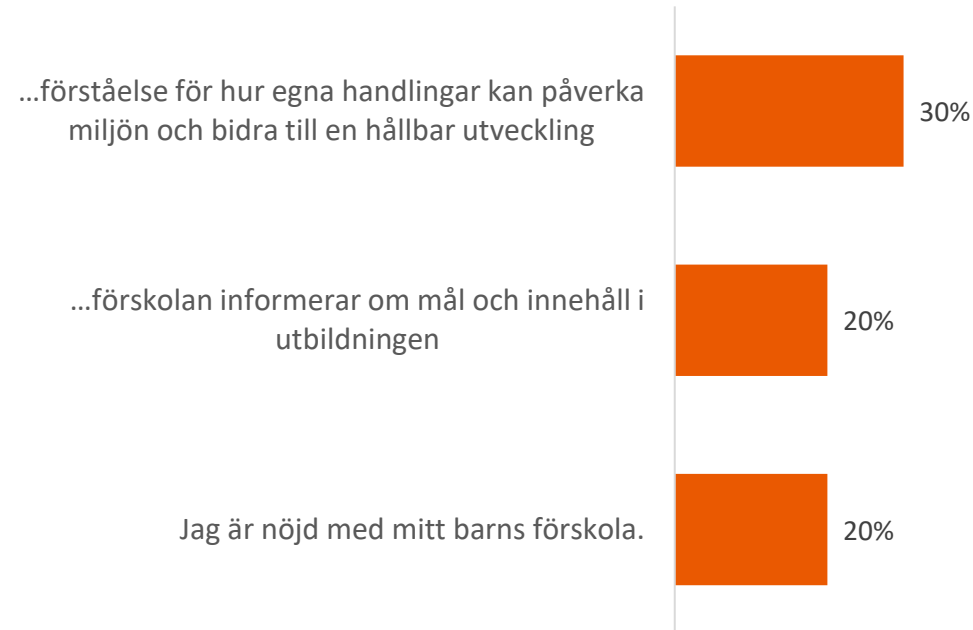 ...förståelse för hur egna handlingar kan påverka
miljön och bidra till en hållbar utveckling
30%
...förskolan informerar om mål och innehåll i
utbildningen
20%
Jag är nöjd med mitt barns förskola.
20%